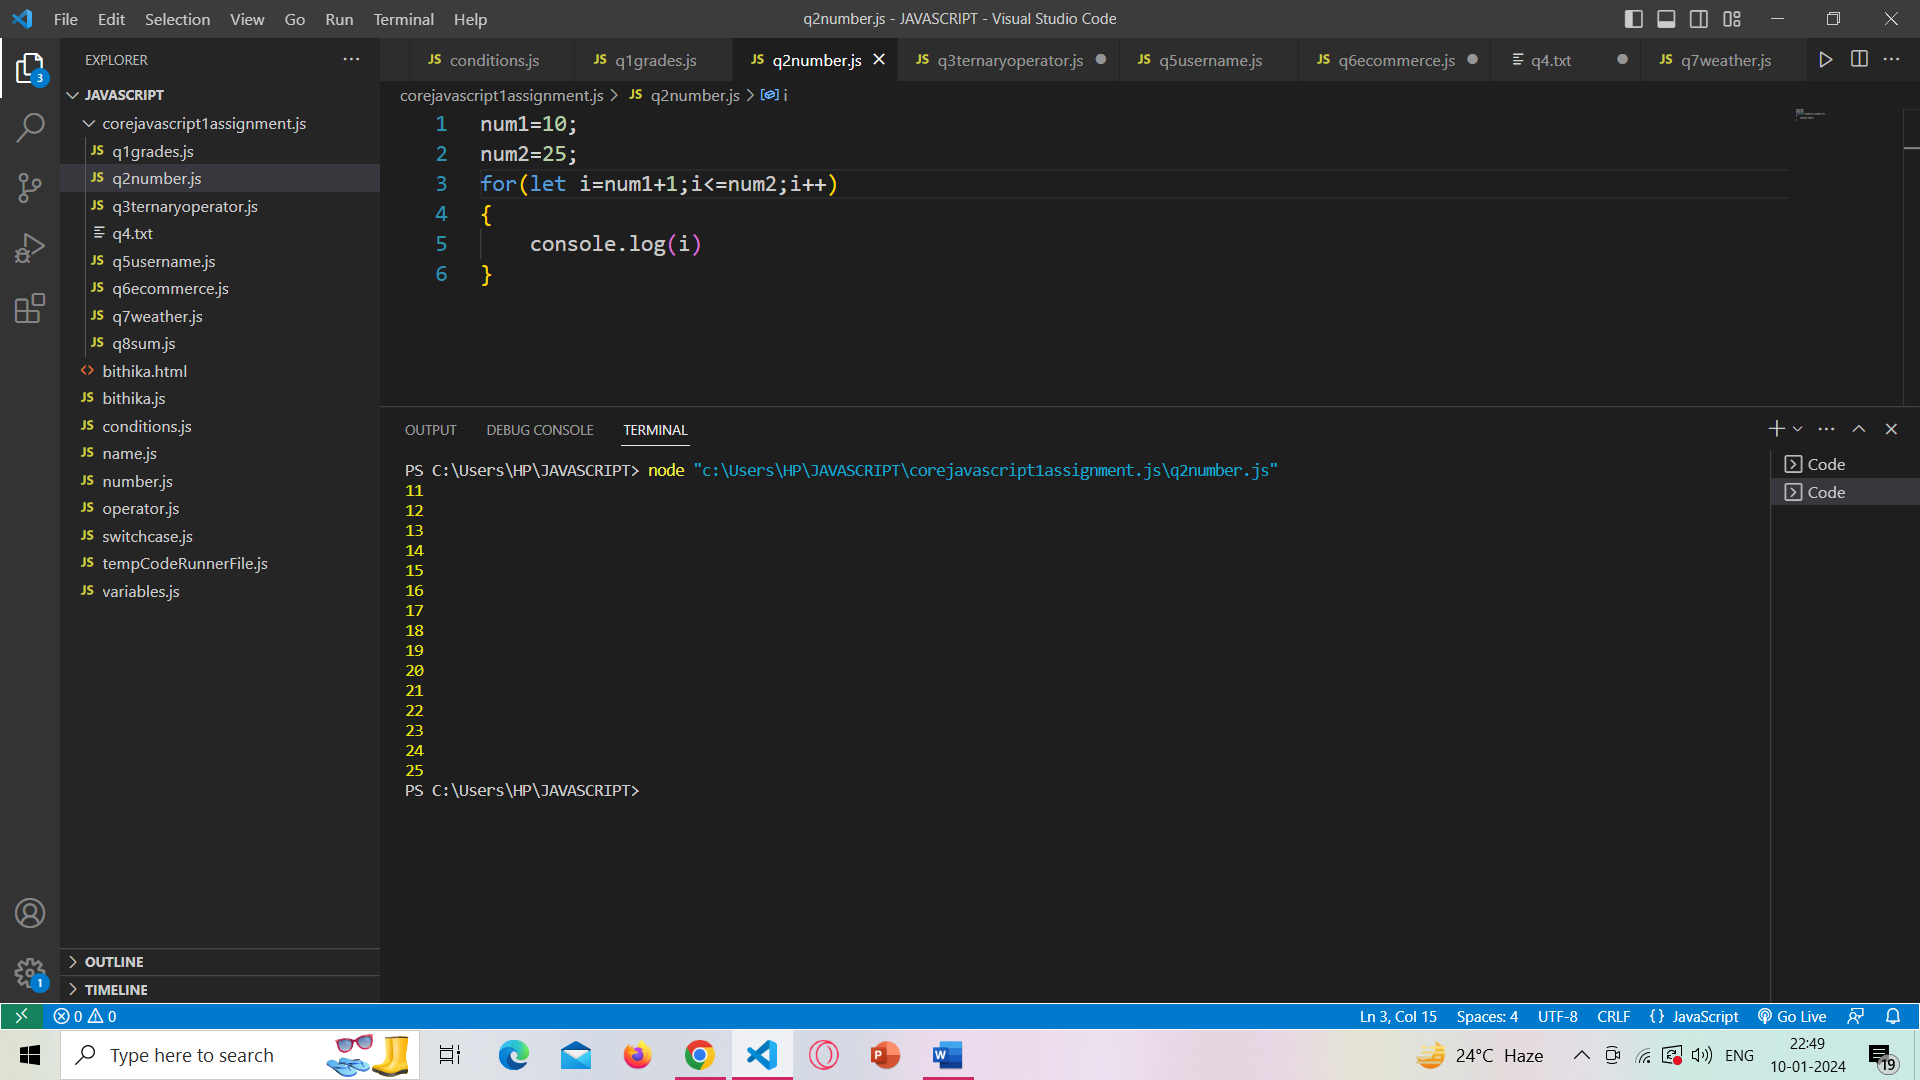 File Edit Selection View Go Run Terminal Help
q2number.js - JAVASCRIPT - Visual Studio Code
EXPLORER
JS conditions.js
JS q1grades.js
JS q2number.js
JS q3ternaryoperator.js
JS q5username.js
JS q6ecommerce.js
q4.txt
JS q7weather.js
3
JAVASCRIPT
corejavascript1assignment.js
JS q1grades.js
JS q2number.js
JS q3ternaryoperator.js
q4.txt
JS q5username.js
JS q6ecommerce.js
JS q7weather.js
JS q8sum.js
bithika.html
JS bithika.js
JS conditions.js
JS name.js
JS number.js
JS operator.js
JS switchcase.js
JS tempCodeRunnerFile.js
JS variables.js
OUTLINE
TIMELINE
1
corejavascript1assignment.js > JS q2number.js > i
1 num1=10;
2 num2=25;
3 for(let i=num1+1;i<=num2;i++)
4 {
5 console.log(i)
6 }
OUTPUT DEBUG CONSOLE TERMINAL
PS C:\Users\HP\JAVASCRIPT> node "c:\Users\HP\JAVASCRIPT\corejavascript1assignment.js\q2number.js"
11
12
13
14
15
16
17
18
19
20
21
22
23
24
25
PS C:\Users\HP\JAVASCRIPT>
Code
Code
0 0
Ln 3, Col 15 Spaces: 4 UTF-8 CRLF {} JavaScript Go Live
Type here to search
P
W
24°C Haze
ENG
22:49
10-01-2024
19